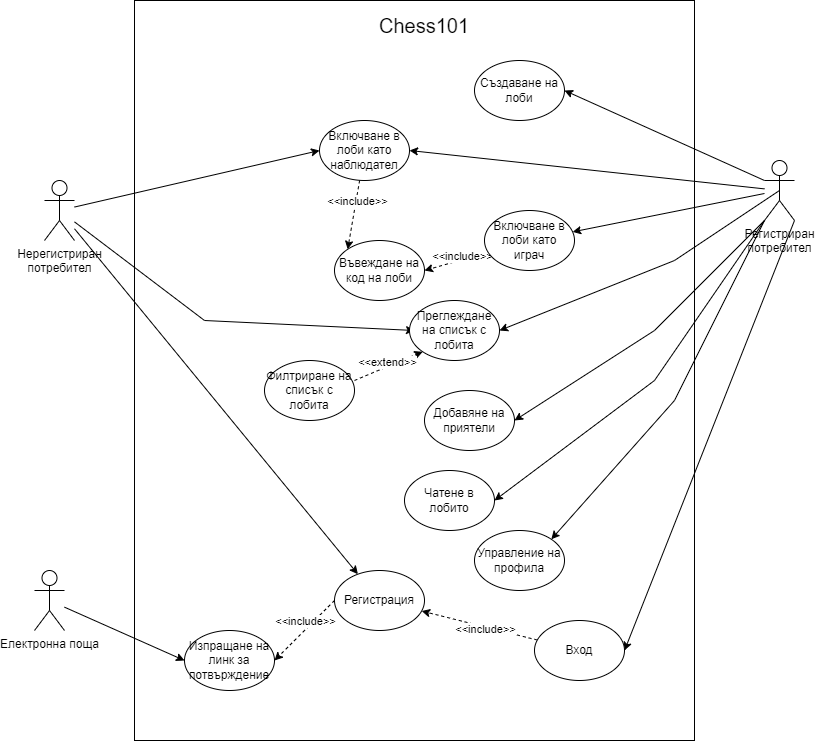 Chess101
Създаване на
лоби
Включване в
лоби като
наблюдател
<<include>>
Нерегистриран
потребител
Регистриран
потребител
Включване в
лоби като
играч
Въвеждане на
код на лоби
<<include>>
Преглеждане
на списък с
лобита
<<extend>>
Филтриране на
списък с
лобита
Добавяне на
приятели
Чатене в
лобито
Управление на
профила
Регистрация
<<include>>
<<include>>
Електронна поща
Изпращане на
линк за
потвърждение
Вход